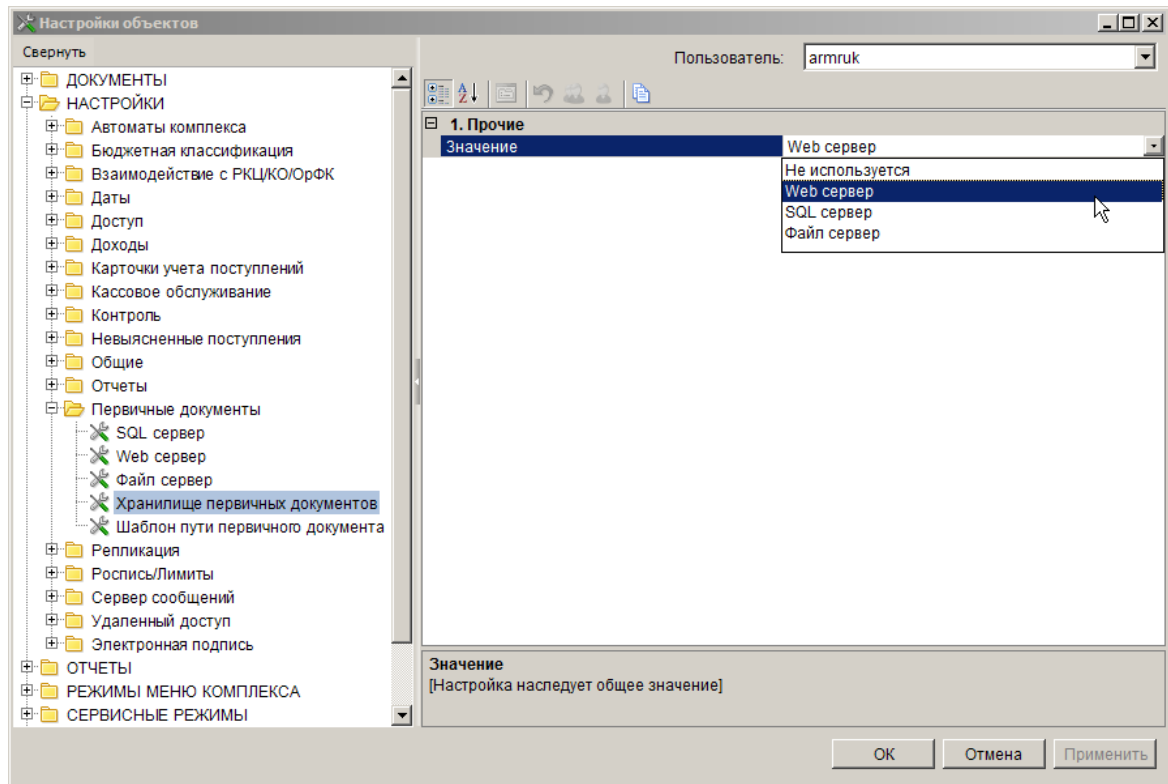 Настройки объектов
Свернуть
Пользователь: armruk
ДОКУМЕНТЫ
НАСТРОЙКИ
Автоматы комплекса
Бюджетная классификация
Взаимодействие с РКЦ/КО/ОрФК
Даты
Доступ
Доходы
Карточки учета поступлений
Кассовое обслуживание
Контроль
Невыясненные поступления
Общие
Отчеты
Первичные документы
SQL сервер
Web сервер
Файл сервер
Хранилище первичных документов
Шаблон пути первичного документа
Репликация
Роспись/Лимиты
Сервер сообщений
Удаленный доступ
Электронная подпись
ОТЧЕТЫ
РЕЖИМЫ МЕНЮ КОМПЛЕКСА
СЕРВИСНЫЕ РЕЖИМЫ
1. Прочие
Значение Web сервер
Не используется
Web сервер
SQL сервер
Файл сервер
Значение
[Настройка наследует общее значение]
ОК Отмена Применить